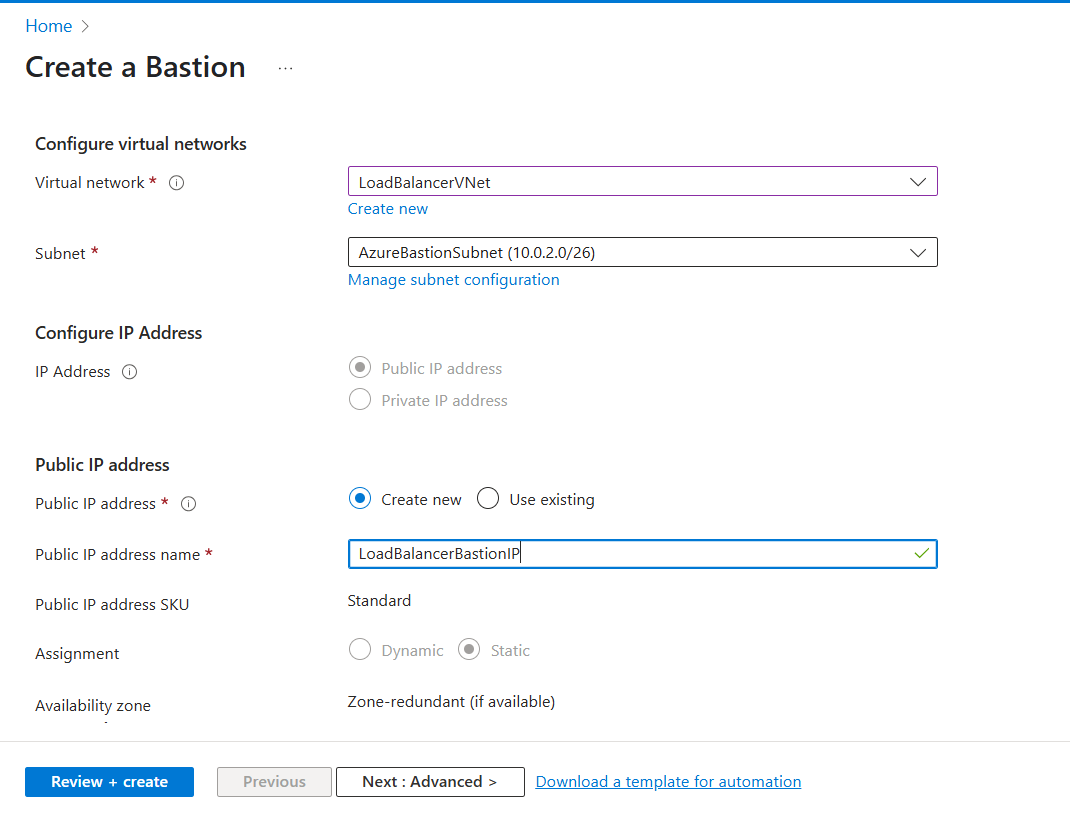 Home >
Create a Bastion ...
Configure virtual networks
Virtual network *
LoadBalancerVNet
Create new
Subnet *
AzureBastionSubnet (10.0.2.0/26)
Manage subnet configuration
Configure IP Address
IP Address
Public IP address
Private IP address
Public IP address
Public IP address *
Create new
Use existing
Public IP address name *
LoadBalancerBastionIP
Public IP address SKU
Standard
Assignment
Dynamic
Static
Availability zone
Zone-redundant (if available)
Review + create
Previous
Next : Advanced >
Download a template for automation